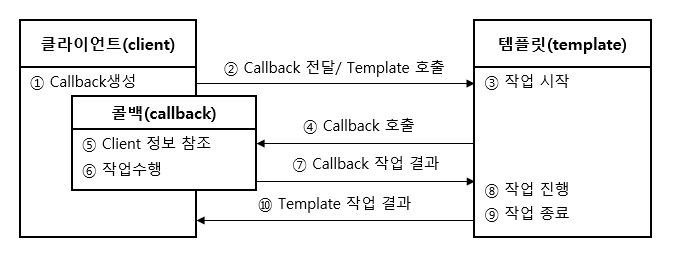 클라이언트(client)
템플릿(template)
① Callback생성
② Callback 전달/ Template 호출
③ 작업 시작
콜백(callback)
④ Callback 호출
⑤ Client 정보 참조
⑥ 작업수행
⑦ Callback 작업 결과
⑧ 작업 진행
⑨ 작업 종료
⑩ Template 작업 결과